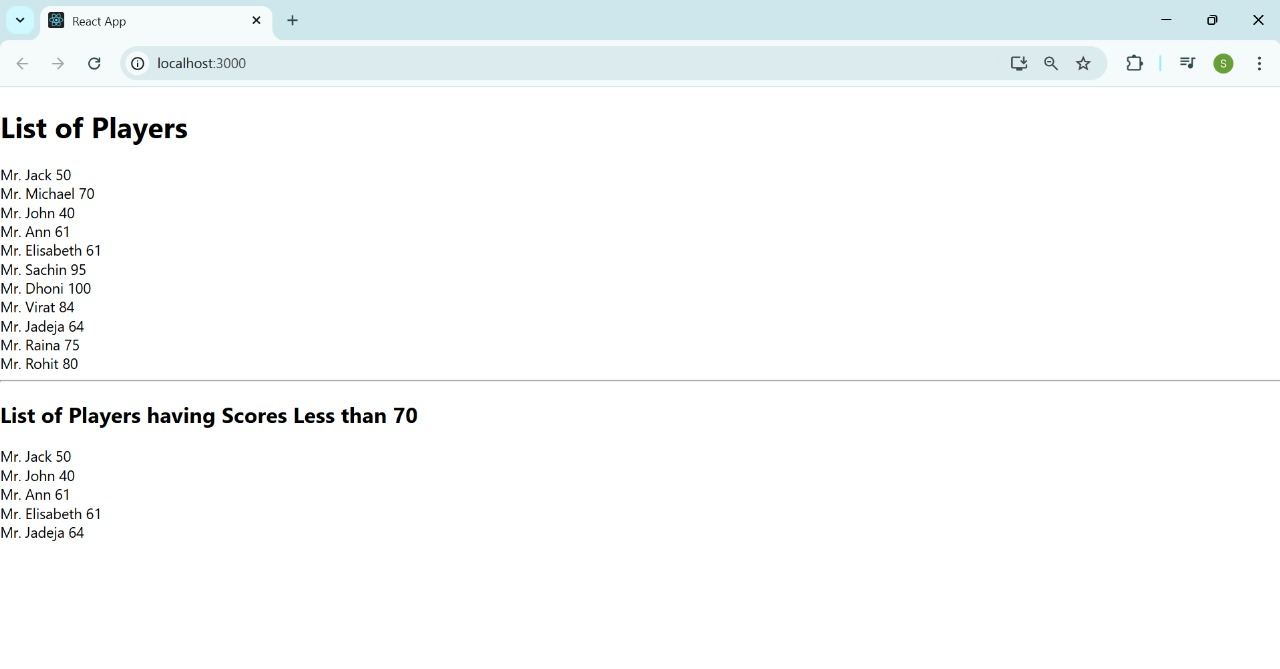 React App
localhost:3000
S
List of Players
Mr. Jack 50
Mr. Michael 70
Mr. John 40
Mr. Ann 61
Mr. Elisabeth 61
Mr. Sachin 95
Mr. Dhoni 100
Mr. Virat 84
Mr. Jadeja 64
Mr. Raina 75
Mr. Rohit 80
List of Players having Scores Less than 70
Mr. Jack 50
Mr. John 40
Mr. Ann 61
Mr. Elisabeth 61
Mr. Jadeja 64